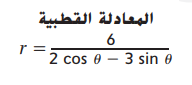 المعادلة القطبية
r = 6 / (2 cos θ − 3 sin θ)